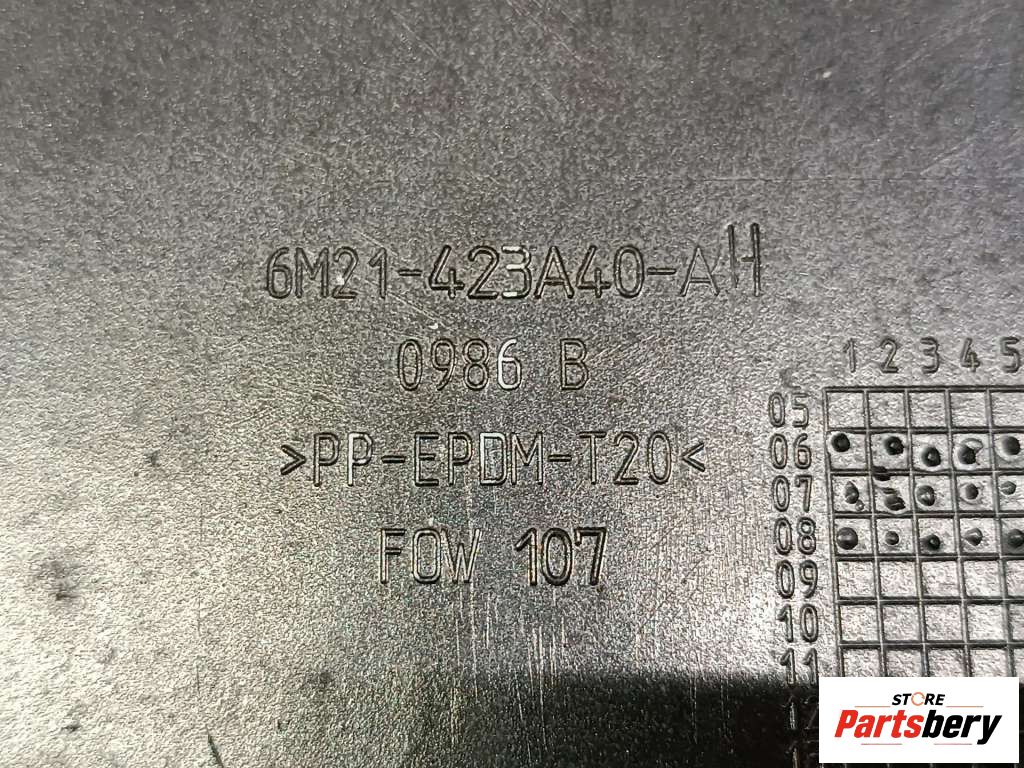 6M21-423A40-AH
0986 B
>PP-EPDM-T20<
FOW 107
1 2 3 4 5
05
06
07
08
09
10
11
STORE
Partsbery